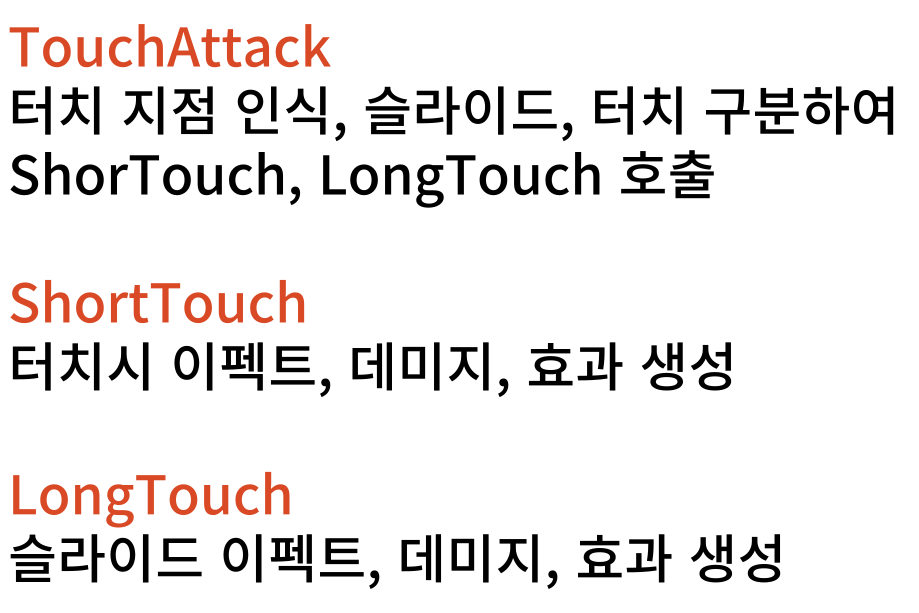 TouchAttack
터치 지점 인식, 슬라이드, 터치 구분하여
ShorTouch, LongTouch 호출
ShortTouch
터치시 이펙트, 데미지, 효과 생성
LongTouch
슬라이드 이펙트, 데미지, 효과 생성